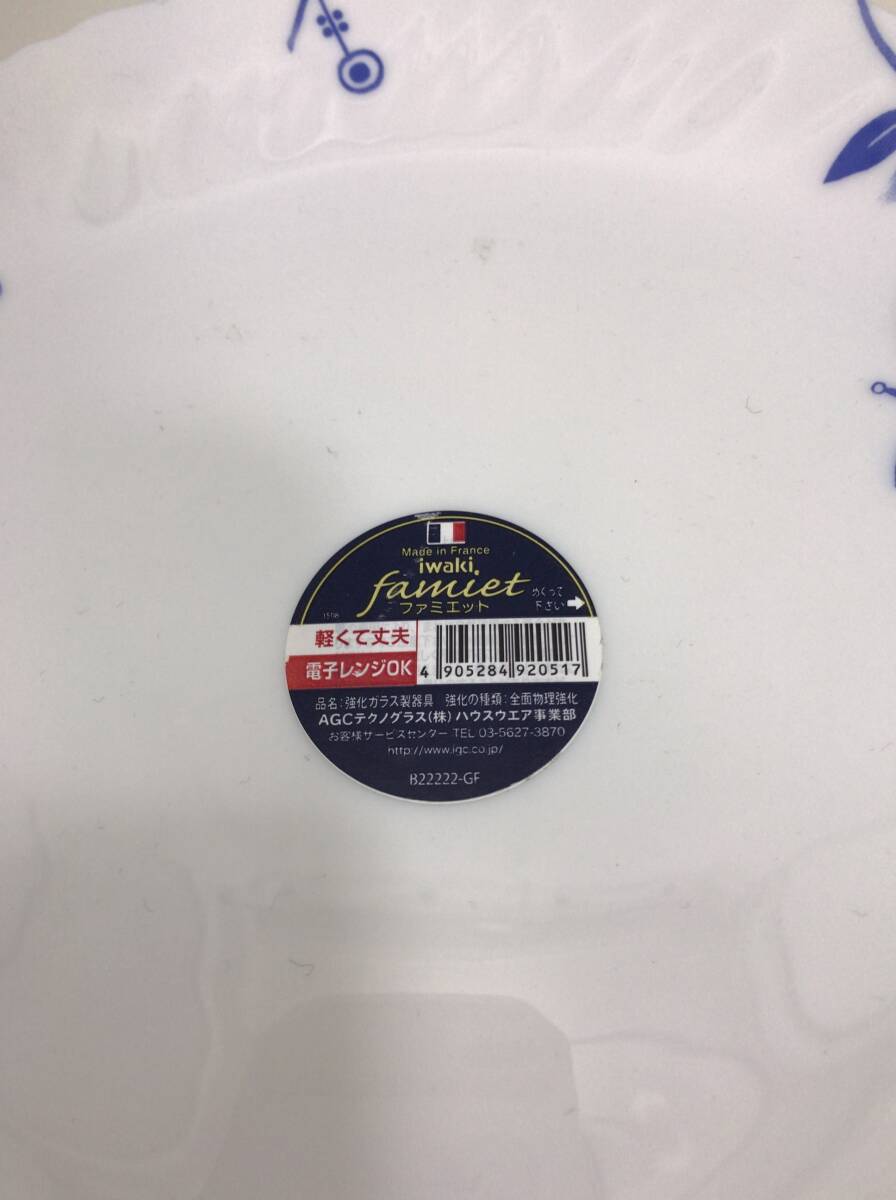 Made in France
iwaki
famiet
ファミエット
めくって
下さい
軽くて丈夫
電子レンジOK
4 905284 920517
品名:強化ガラス製器具 強化の種類:全面物理強化
AGCテクノグラス(株)ハウスウエア事業部
お客様サービスセンター TEL 03-5627-3870
http://www.igc.co.jp/
B22222-GF